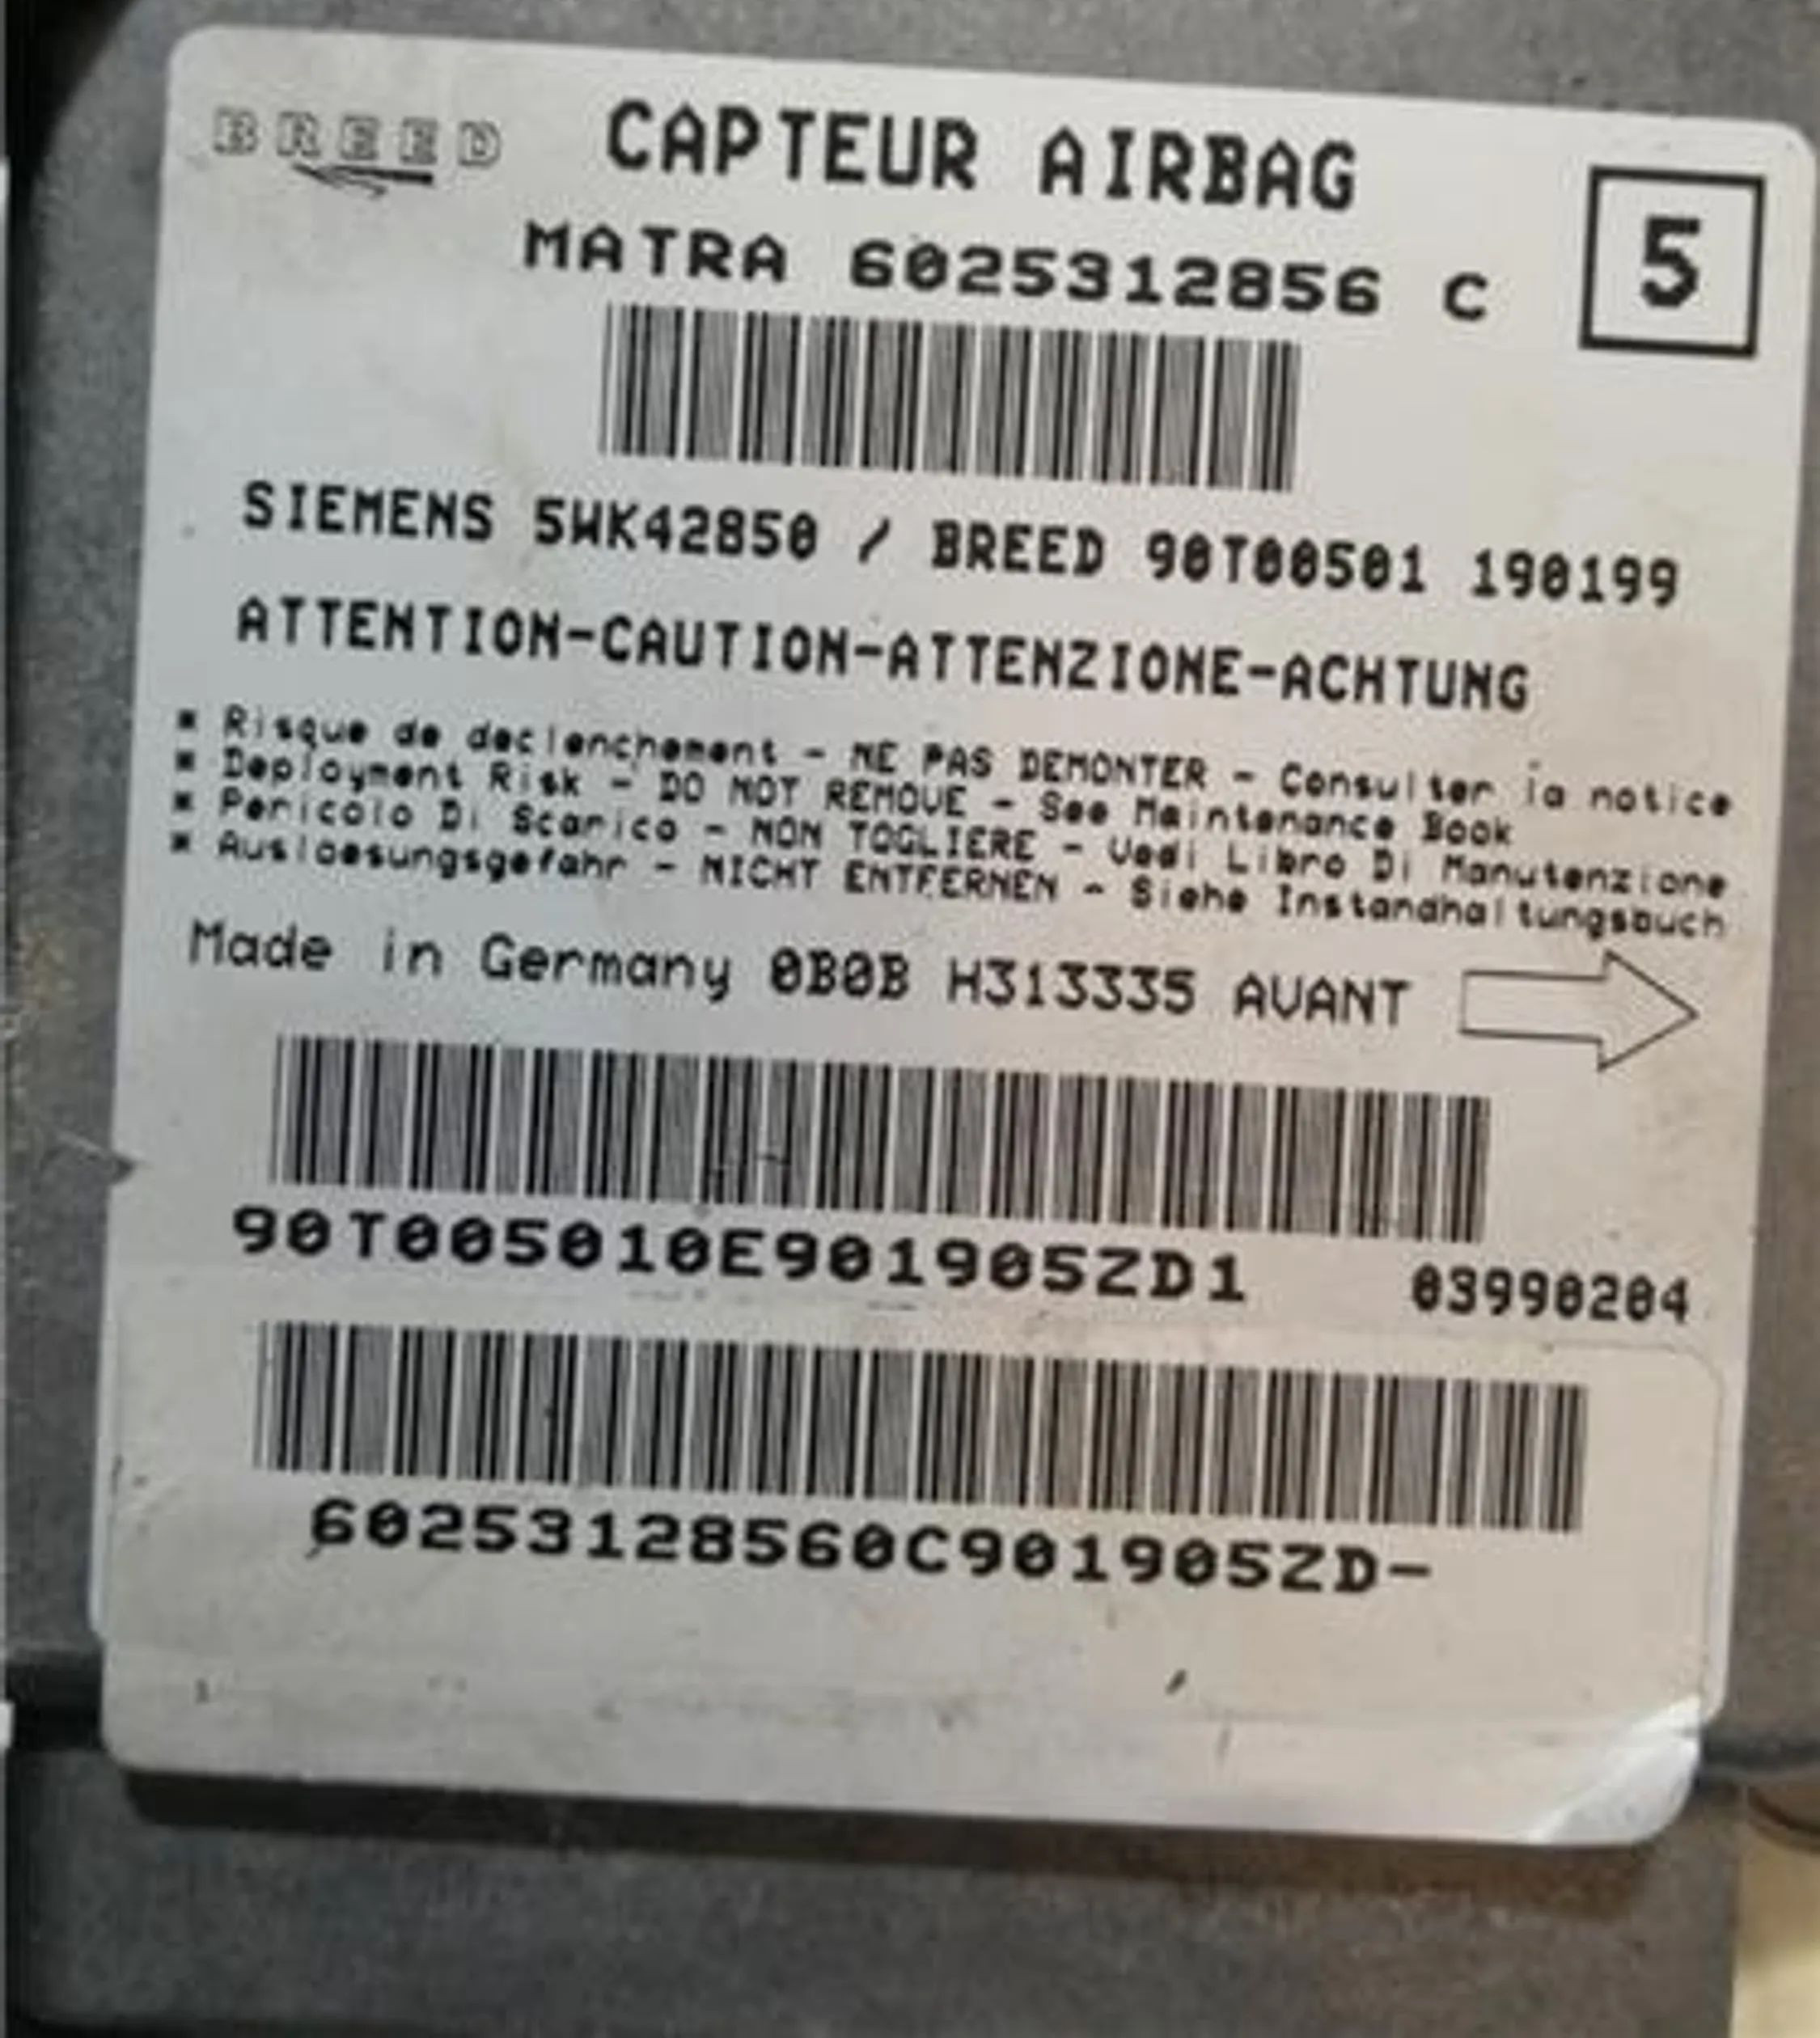 BREED
CAPTEUR AIRBAG
5
MATRA 6025312856 C
SIEMENS 5WK42850 / BREED 90T00501 190199
ATTENTION-CAUTION-ATTENZIONE-ACHTUNG
* Risque de declenchement - NE PAS DEMONTER - Consulter la notice
* Deployment Risk - DO NOT REMOVE - See Maintenance Book
* Pericolo Di Scarico - NON TOGLIERE - Vedi Libro Di Manutenzione
* Ausloesungsgefahr - NICHT ENTFERNEN - Siehe Instandhaltungsbuch
Made in Germany 0B0B H313335 AVANT
90T005010E901905ZD1 03990204
60253128560C901905ZD-